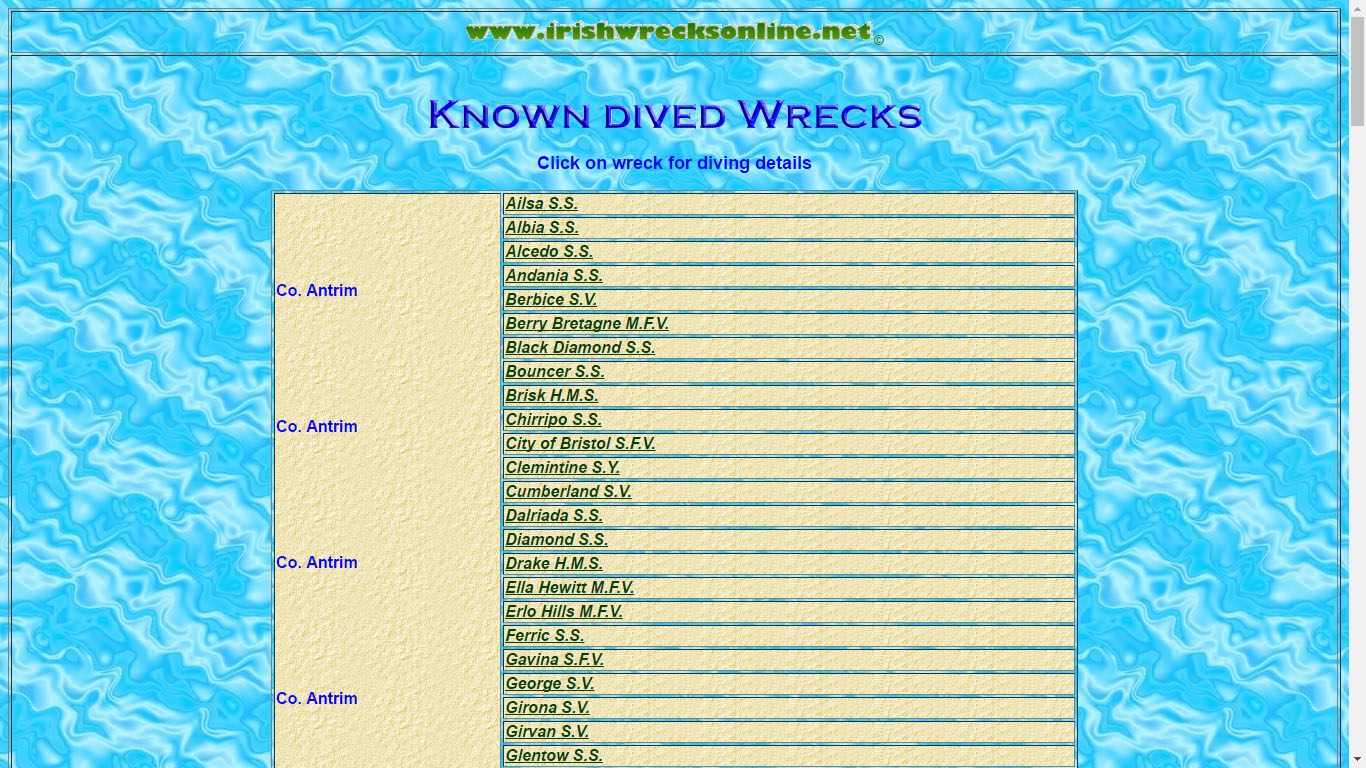 www.irishwrecksonline.net©
Known dived Wrecks
Click on wreck for diving details
Ailsa S.S.
Albia S.S.
Alcedo S.S.
Andania S.S.
Co. Antrim
Berbice S.V.
Berry Bretagne M.F.V.
Black Diamond S.S.
Bouncer S.S.
Brisk H.M.S.
Chirripo S.S.
Co. Antrim
City of Bristol S.F.V.
Clemintine S.Y.
Cumberland S.V.
Dalriada S.S.
Diamond S.S.
Co. Antrim
Drake H.M.S.
Ella Hewitt M.F.V.
Erlo Hills M.F.V.
Ferric S.S.
Gavina S.F.V.
George S.V.
Co. Antrim
Girona S.V.
Girvan S.V.
Glentow S.S.